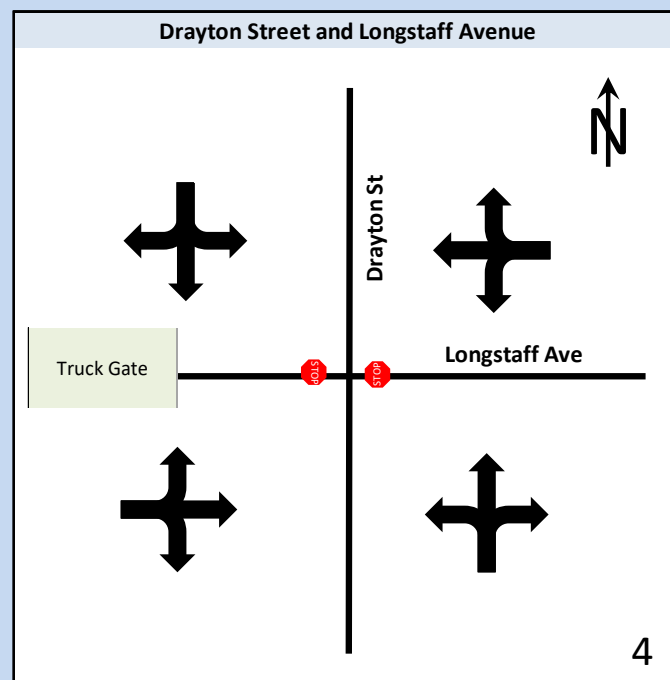 Drayton Street and Longstaff Avenue
N
Drayton St
Longstaff Ave
Truck Gate
STOP
STOP
4